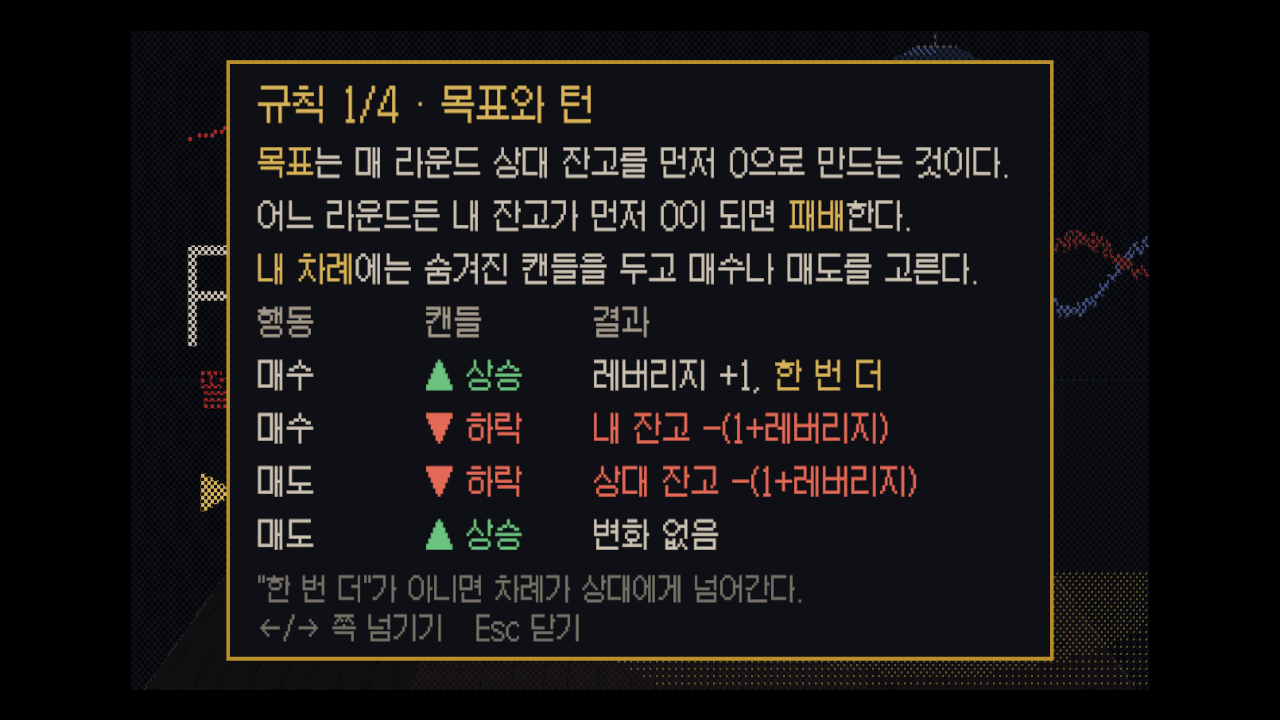 규칙 1/4 · 목표와 턴
목표는 매 라운드 상대 잔고를 먼저 0으로 만드는 것이다.
어느 라운드든 내 잔고가 먼저 0이 되면 패배한다.
내 차례에는 숨겨진 캔들을 두고 매수나 매도를 고른다.
행동 캔들 결과
매수 ▲ 상승 레버리지 +1, 한 번 더
매수 ▼ 하락 내 잔고 -(1+레버리지)
매도 ▼ 하락 상대 잔고 -(1+레버리지)
매도 ▲ 상승 변화 없음
"한 번 더"가 아니면 차례가 상대에게 넘어간다.
←/→ 쪽 넘기기 Esc 닫기